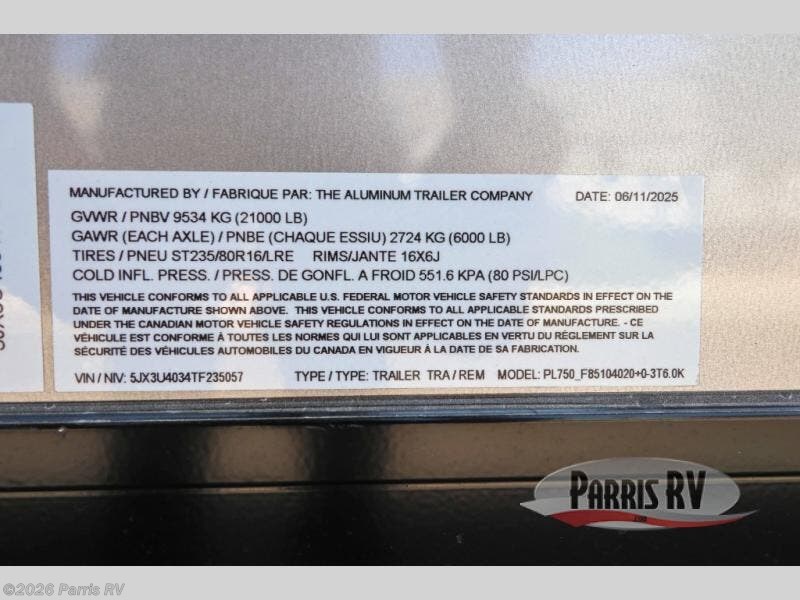 MANUFACTURED BY / FABRIQUE PAR: THE ALUMINUM TRAILER COMPANY DATE: 06/11/2025
GVWR / PNBV 9534 KG (21000 LB)
GAWR (EACH AXLE) / PNBE (CHAQUE ESSIU) 2724 KG (6000 LB)
TIRES / PNEU ST235/80R16/LRE RIMS/JANTE 16X6J
COLD INFL. PRESS. / PRESS. DE GONFL. A FROID 551.6 KPA (80 PSI/LPC)
THIS VEHICLE CONFORMS TO ALL APPLICABLE U.S. FEDERAL MOTOR VEHICLE SAFETY STANDARDS IN EFFECT ON THE
DATE OF MANUFACTURE SHOWN ABOVE. THIS VEHICLE CONFORMS TO ALL APPLICABLE STANDARDS PRESCRIBED
UNDER THE CANADIAN MOTOR VEHICLE SAFETY REGULATIONS IN EFFECT ON THE DATE OF MANUFACTURE. - CE
VÉHICULE EST CONFORME À TOUTES LES NORMES QUI LUI SONT APPLICABLES EN VERTU DU RÉGLEMENT SUR LA
SÉCURITÉ DES VÉHICULES AUTOMOBILES DU CANADA EN VIGUEUR À LA DATE DE SA FABRICATION.
VIN / NIV: 5JX3U4034TF235057 TYPE / TYPE: TRAILER TRA / REM MODEL: PL750_F85104020+0-3T6.0K
PARRIS RV
©2026 Parris RV